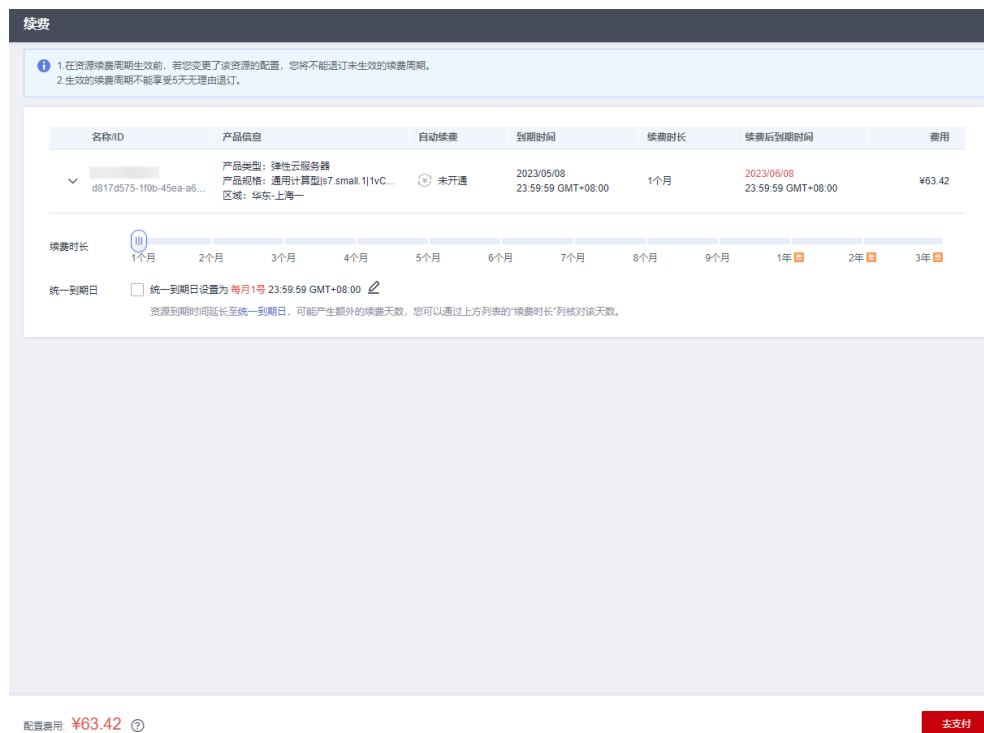 续费
1.在资源续费周期生效前，若您变更了该资源的配置，您将不能退订未生效的续费周期。
2.生效的续费周期不能享受5天无理由退订。
名称/ID 产品信息 自动续费 到期时间 续费时长 续费后到期时间 费用
d817d575-1f0b-45ea-a6... 产品类型：弹性云服务器 产品规格：通用计算型|s7.small.1|1vC... 区域：华东-上海一 未开通 2023/05/08 23:59:59 GMT+08:00 1个月 2023/06/08 23:59:59 GMT+08:00 ¥63.42
续费时长 1个月 2个月 3个月 4个月 5个月 6个月 7个月 8个月 9个月 1年 2年 3年
统一到期日 统一到期日设置为 每月1号 23:59:59 GMT+08:00
资源到期时间延长至统一到期日，可能产生额外的续费天数，您可以通过上方列表的“续费时长”列核对该天数。
配置费用: ¥63.42
去支付